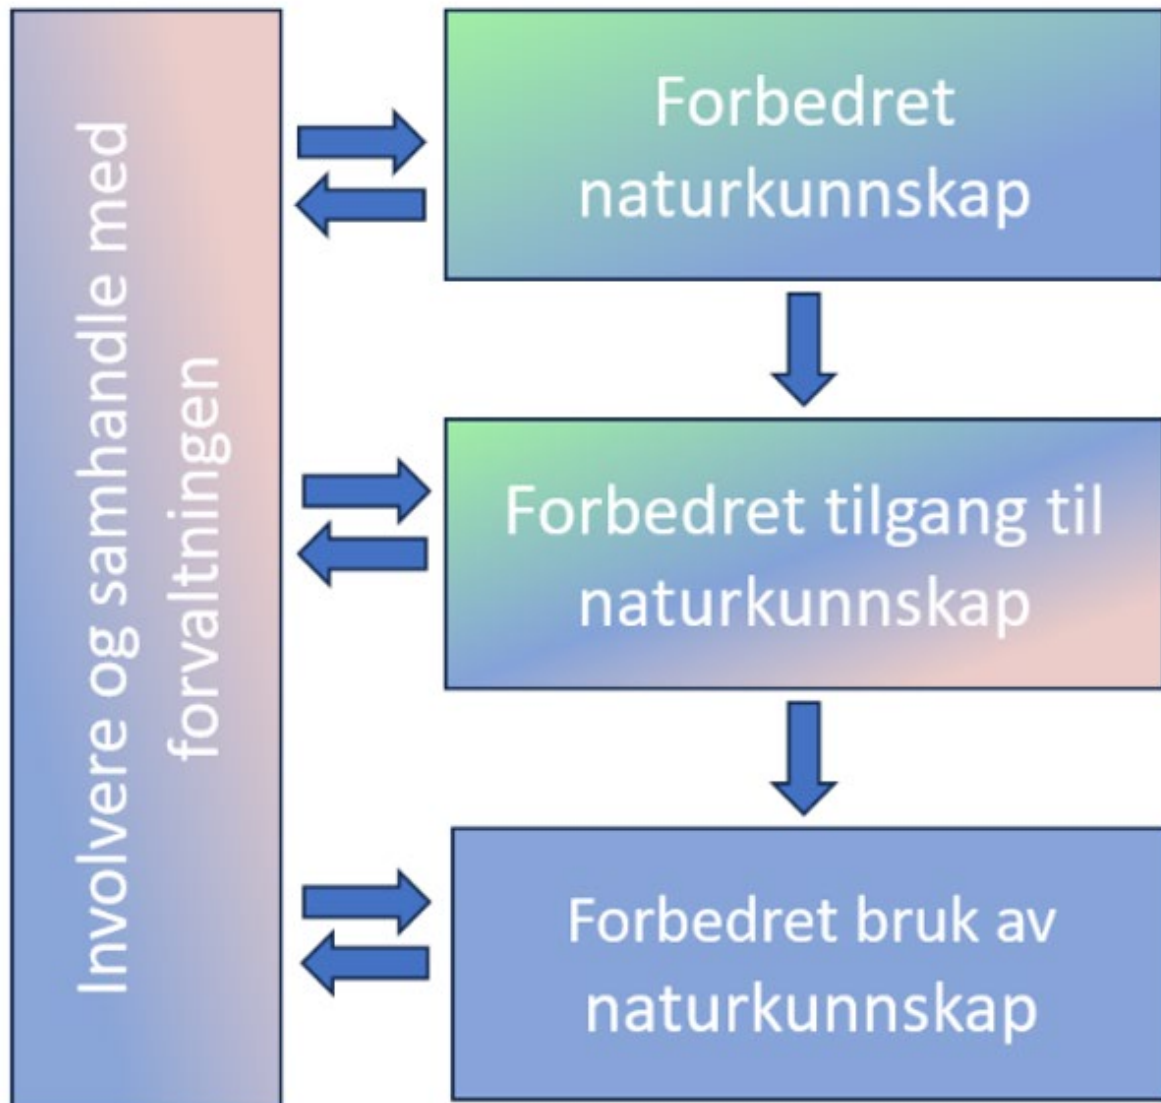 Involvere og samhandle med
forvaltningen
Forbedret
naturkunnskap
Forbedret tilgang til
naturkunnskap
Forbedret bruk av
naturkunnskap